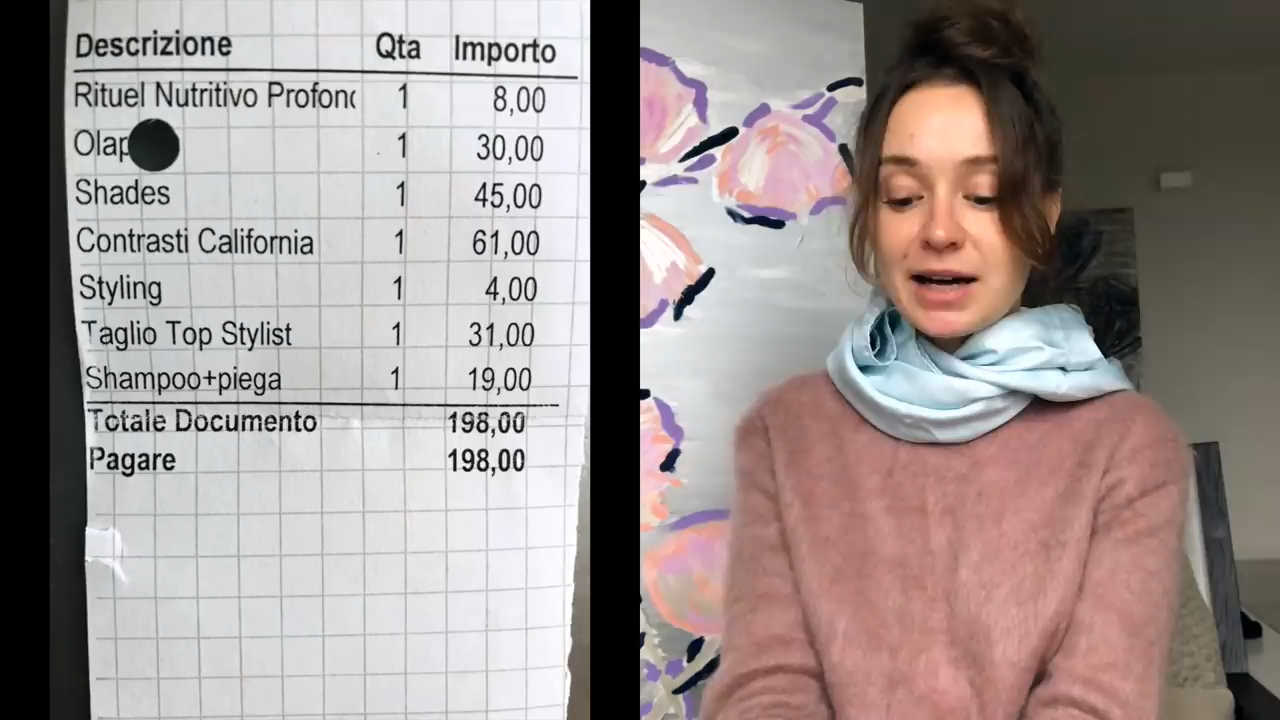 Descrizione Qta Importo
Rituel Nutritivo Profon 1 8,00
1 30,00
Shades 1 45,00
Contrasti California 1 61,00
Styling 1 4,00
Taglio Top Stylist 1 31,00
Shampoo+piega 1 19,00
Totale Documento 198,00
Pagare 198,00